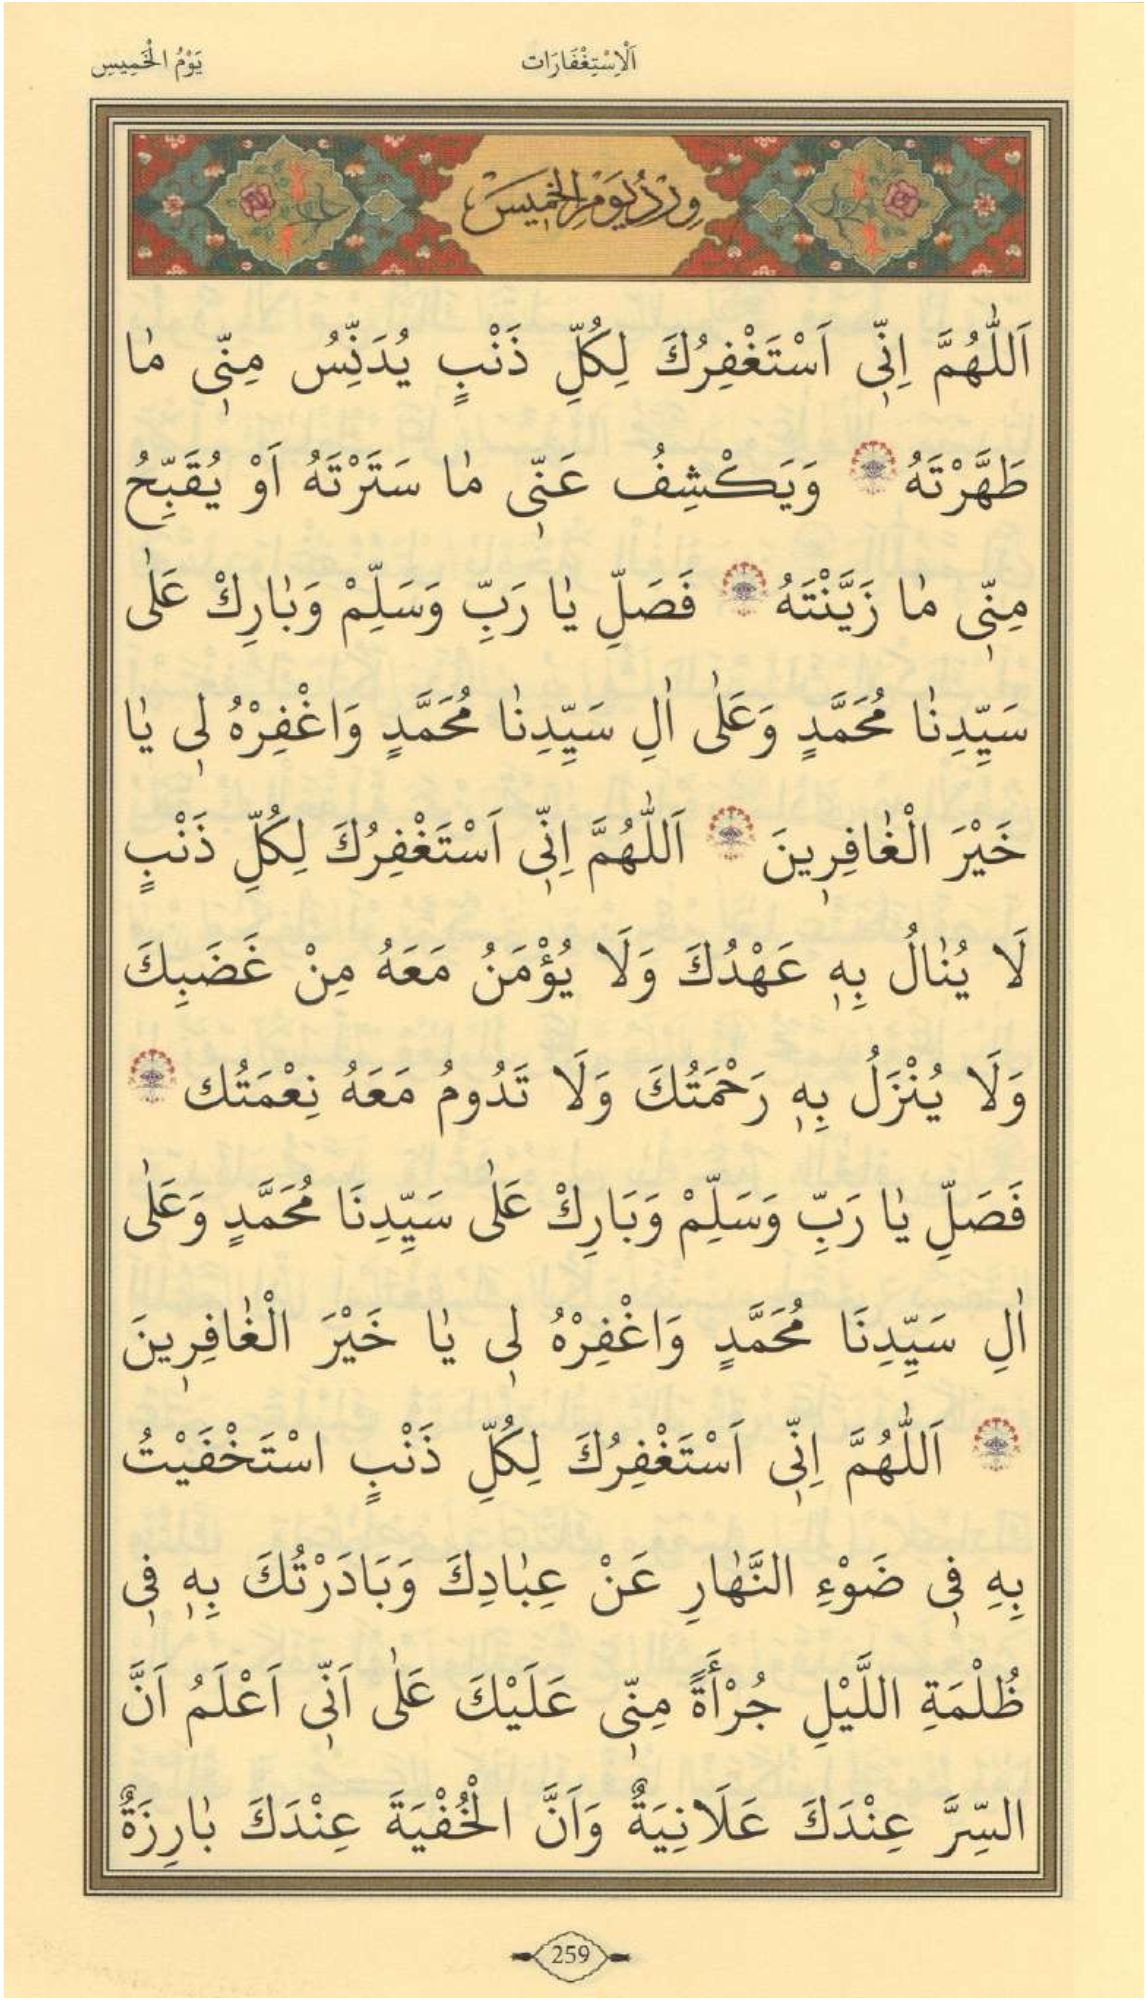 اَلْاِسْتِغْفَارَات
يَوْمُ الْخَمِيسِ
وِرْدُ يَوْمِ الْخَمِيسَ
اَللّٰهُمَّ اِنّ۪ي اَسْتَغْفِرُكَ لِكُلِّ ذَنْبٍ يُدَنِّسُ مِنّ۪ي مٰا
طَهَّرْتَهُ وَيَكْشِفُ عَنّ۪ي مٰا سَتَرْتَهُ اَوْ يُقَبِّحُ
مِنّ۪ي مٰا زَيَّنْتَهُ فَصَلِّ يٰا رَبِّ وَسَلِّمْ وَبٰارِكْ عَلٰى
سَيِّدِنٰا مُحَمَّدٍ وَعَلٰى اٰلِ سَيِّدِنٰا مُحَمَّدٍ وَاغْفِرْهُ ل۪ي يٰا
خَيْرَ الْغٰافِر۪ينَ اَللّٰهُمَّ اِنّ۪ي اَسْتَغْفِرُكَ لِكُلِّ ذَنْبٍ
لَا يُنٰالُ بِه۪ عَهْدُكَ وَلَا يُؤْمَنُ مَعَهُ مِنْ غَضَبِكَ
وَلَا يُنْزَلُ بِه۪ رَحْمَتُكَ وَلَا تَدُومُ مَعَهُ نِعْمَتُك
فَصَلِّ يٰا رَبِّ وَسَلِّمْ وَبَارِكْ عَلٰى سَيِّدِنَا مُحَمَّدٍ وَعَلٰى
اٰلِ سَيِّدِنَا مُحَمَّدٍ وَاغْفِرْهُ ل۪ي يٰا خَيْرَ الْغٰافِر۪ينَ
اَللّٰهُمَّ اِنّ۪ي اَسْتَغْفِرُكَ لِكُلِّ ذَنْبٍ اسْتَخْفَيْتُ
بِهِ ف۪ي ضَوْءِ النَّهٰارِ عَنْ عِبٰادِكَ وَبَادَرْتُكَ بِه۪ ف۪ي
ظُلْمَةِ اللَّيْلِ جُرْأَةً مِنّ۪ي عَلَيْكَ عَلٰى اَنّ۪ي اَعْلَمُ اَنَّ
السِّرَّ عِنْدَكَ عَلَانِيَةٌ وَاَنَّ الْخُفْيَةَ عِنْدَكَ بٰارِزَةٌ
259